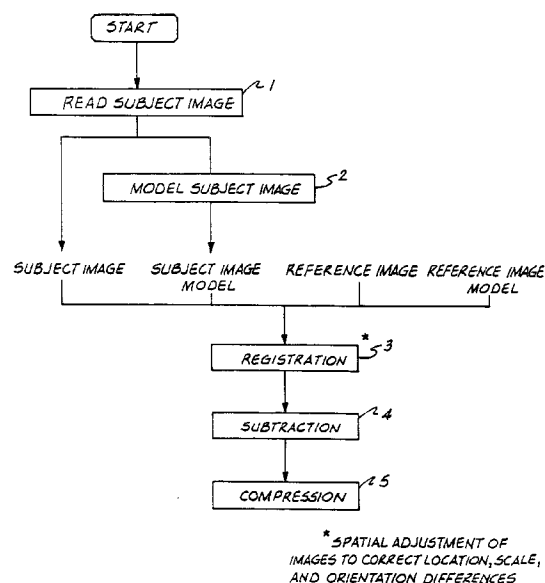 START
1
READ SUBJECT IMAGE
2
MODEL SUBJECT IMAGE
SUBJECT IMAGE
SUBJECT IMAGE
MODEL
REFERENCE IMAGE
REFERENCE IMAGE
MODEL
*
3
REGISTRATION
4
SUBTRACTION
5
COMPRESSION
* SPATIAL ADJUSTMENT OF
IMAGES TO CORRECT LOCATION, SCALE,
AND ORIENTATION DIFFERENCES